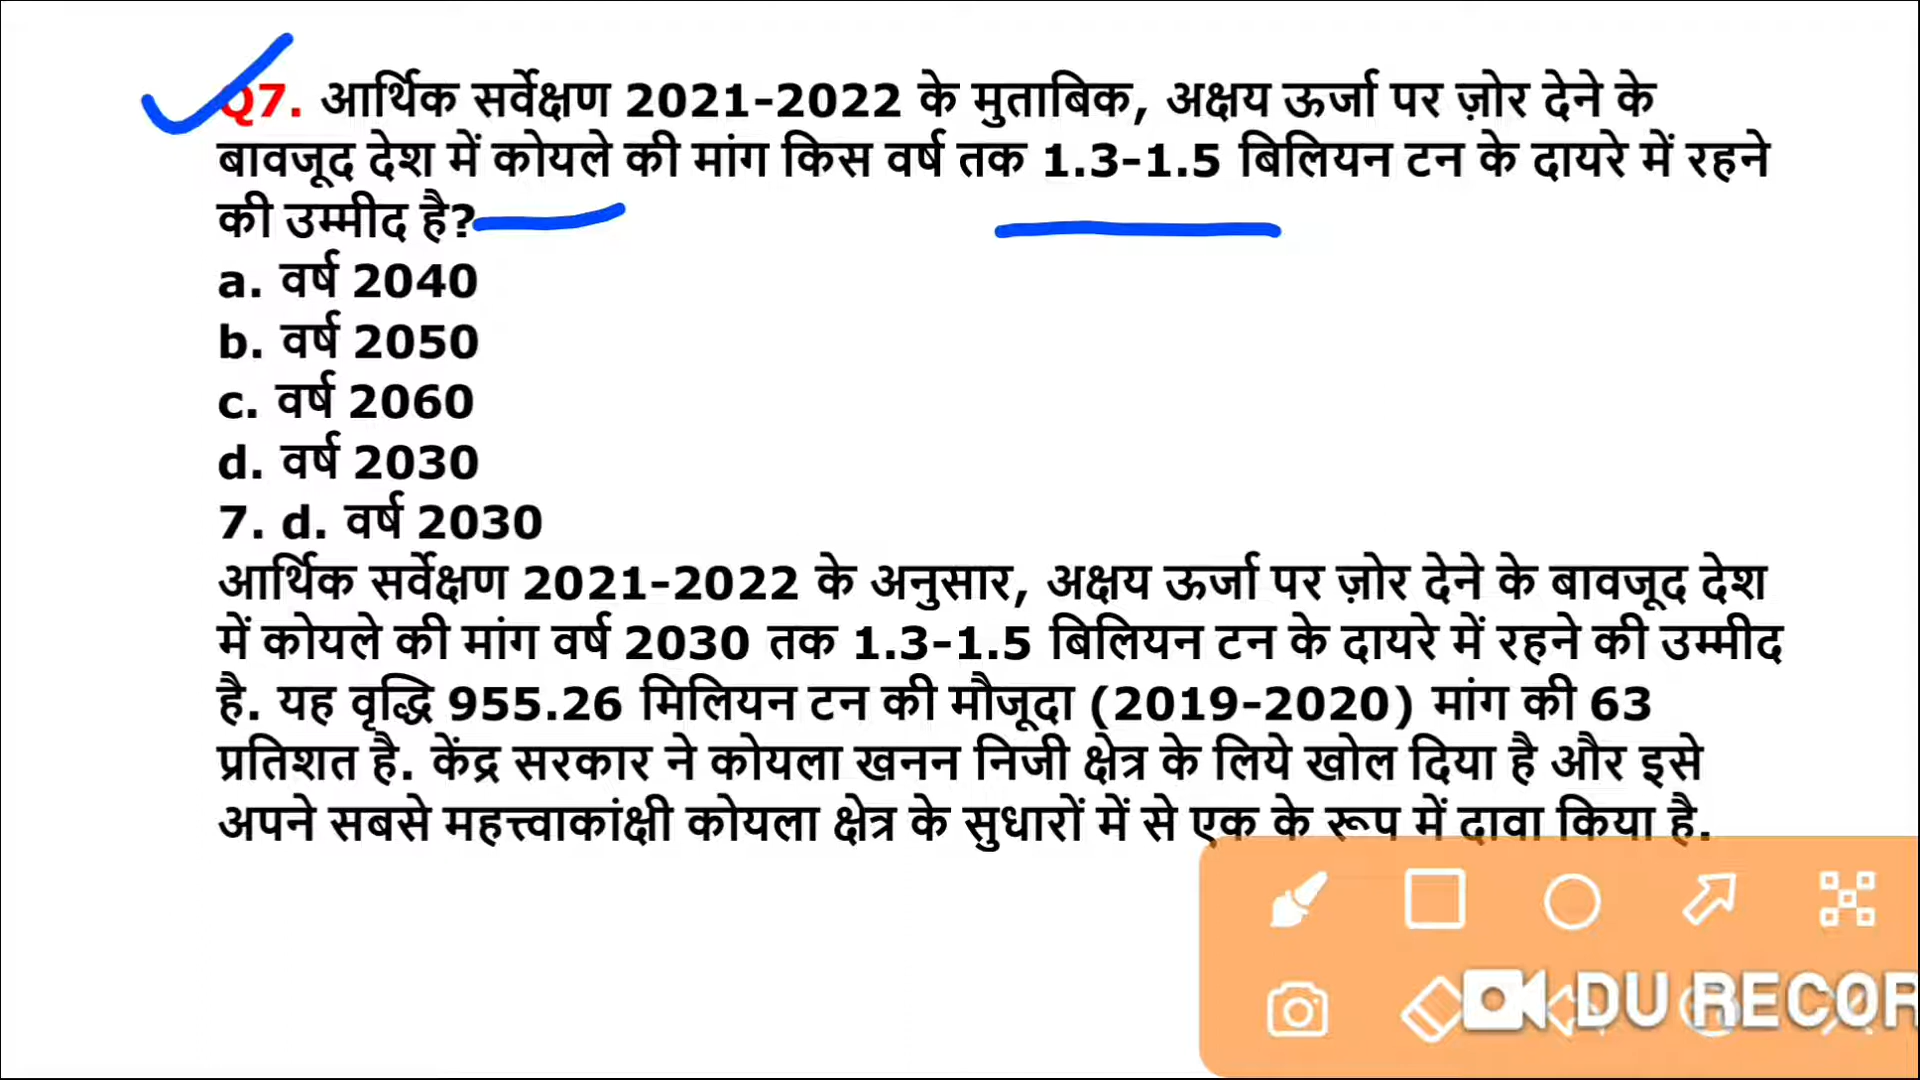 Q7. आर्थिक सर्वेक्षण 2021-2022 के मुताबिक, अक्षय ऊर्जा पर ज़ोर देने के
बावजूद देश में कोयले की मांग किस वर्ष तक 1.3-1.5 बिलियन टन के दायरे में रहने
की उम्मीद है?
a. वर्ष 2040
b. वर्ष 2050
c. वर्ष 2060
d. वर्ष 2030
7. d. वर्ष 2030
आर्थिक सर्वेक्षण 2021-2022 के अनुसार, अक्षय ऊर्जा पर ज़ोर देने के बावजूद देश
में कोयले की मांग वर्ष 2030 तक 1.3-1.5 बिलियन टन के दायरे में रहने की उम्मीद
है. यह वृद्धि 955.26 मिलियन टन की मौजूदा (2019-2020) मांग की 63
प्रतिशत है. केंद्र सरकार ने कोयला खनन निजी क्षेत्र के लिये खोल दिया है और इसे
अपने सबसे महत्त्वाकांक्षी कोयला क्षेत्र के सुधारों में से एक के रूप में दावा किया है.
DU RECOR